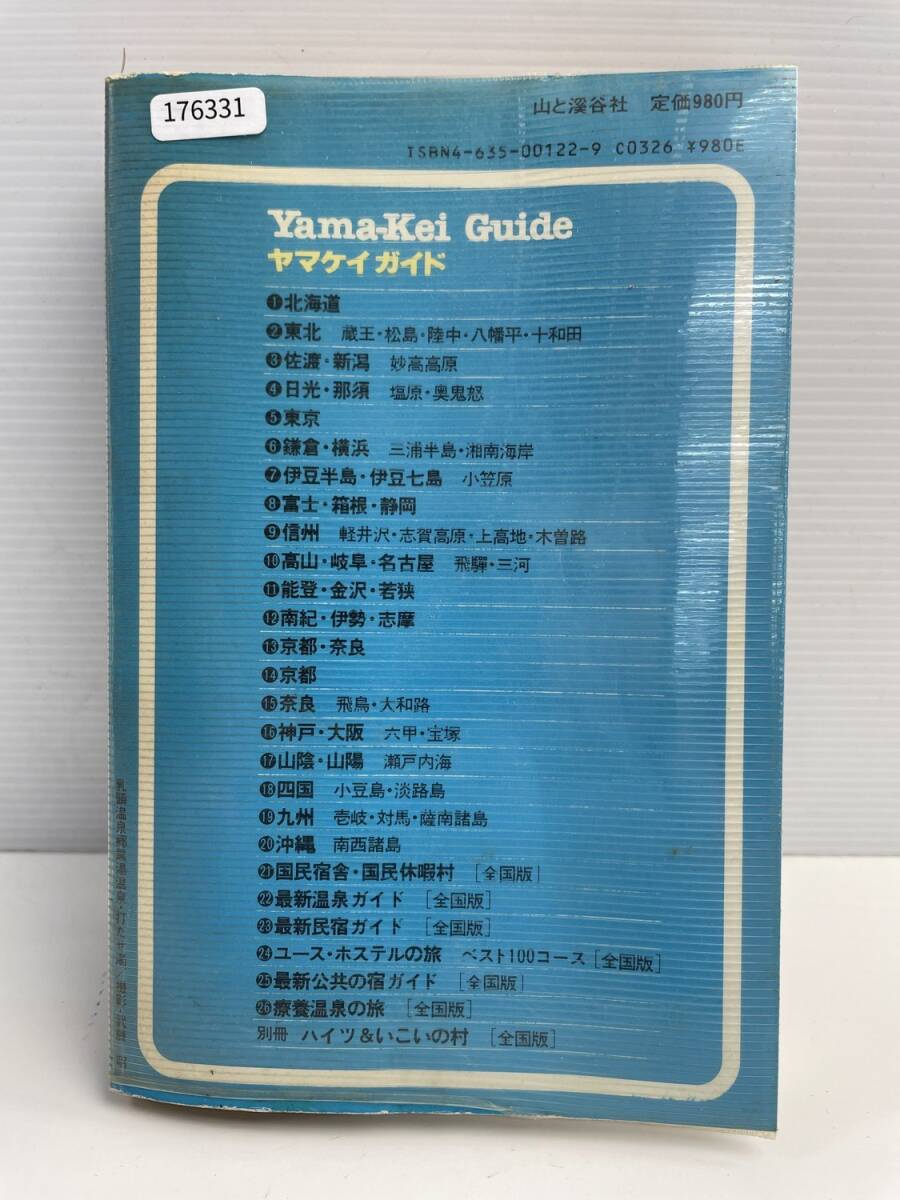 176331
山と溪谷社 定価980円
ISBN4-635-00122-9 C0326 ¥980E
Yama-Kei Guide
ヤマケイガイド
❶北海道
❷東北 蔵王・松島・陸中・八幡平・十和田
❸佐渡・新潟 妙高高原
❹日光・那須 塩原・奥鬼怒
❺東京
❻鎌倉・横浜 三浦半島・湘南海岸
❼伊豆半島・伊豆七島 小笠原
❽富士・箱根・静岡
❾信州 軽井沢・志賀高原・上高地・木曽路
❿高山・岐阜・名古屋 飛騨・三河
⓫能登・金沢・若狭
⓬南紀・伊勢・志摩
⓭京都・奈良
⓮京都
⓯奈良 飛鳥・大和路
⓰神戸・大阪 六甲・宝塚
⓱山陰・山陽 瀬戸内海
⓲四国 小豆島・淡路島
⓳九州 壱岐・対馬・薩南諸島
⓴沖縄 南西諸島
㉑国民宿舎・国民休暇村 [全国版]
㉒最新温泉ガイド [全国版]
㉓最新民宿ガイド [全国版]
㉔ユース・ホステルの旅 ベスト100コース [全国版]
㉕最新公共の宿ガイド [全国版]
㉖療養温泉の旅 [全国版]
別冊 ハイツ&いこいの村 [全国版]
乳頭温泉郷黒湯温泉・打たせ湯 撮影